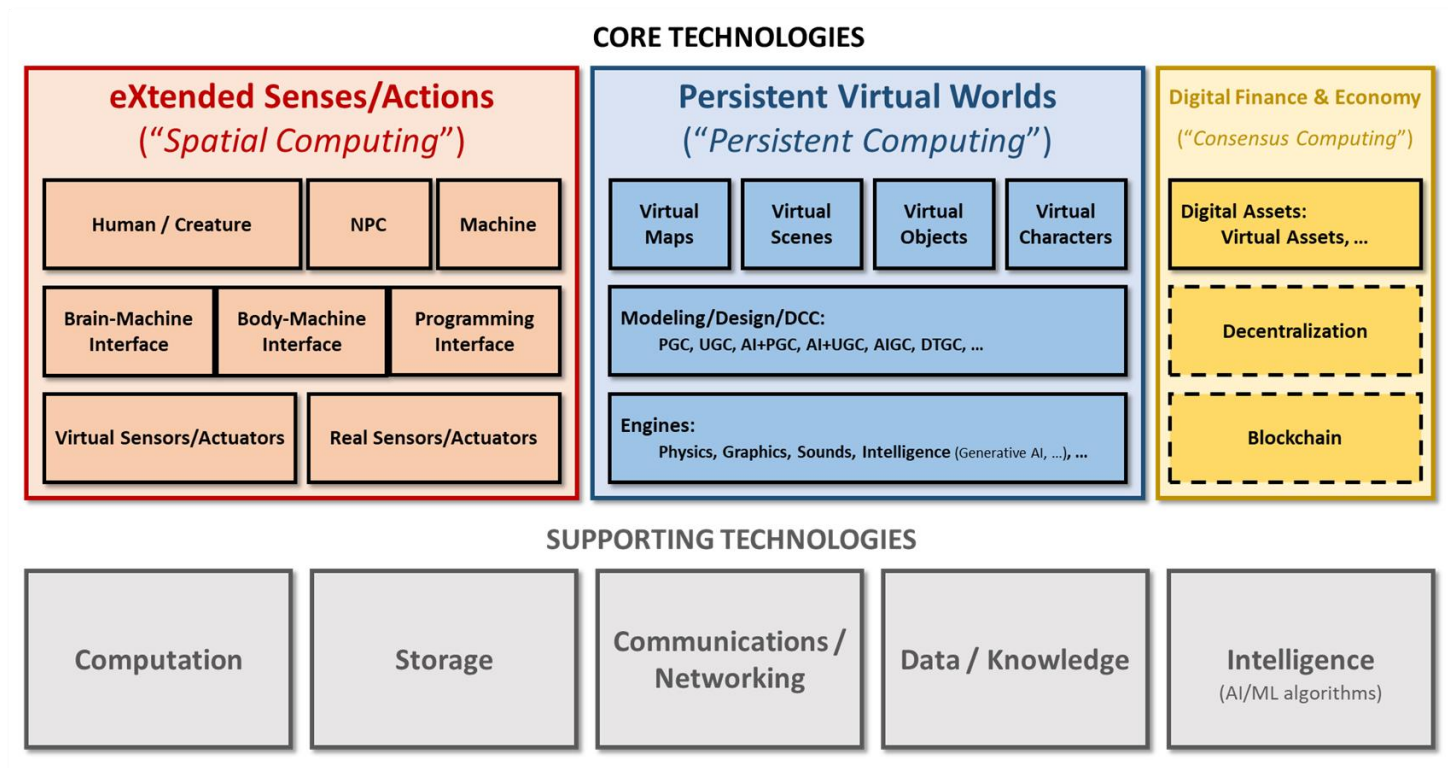 CORE TECHNOLOGIES
eXtended Senses/Actions
(“Spatial Computing”)
Human / Creature
NPC
Machine
Brain-Machine
Interface
Body-Machine
Interface
Programming
Interface
Virtual Sensors/Actuators
Real Sensors/Actuators
Persistent Virtual Worlds
(“Persistent Computing”)
Virtual
Maps
Virtual
Scenes
Virtual
Objects
Virtual
Characters
Modeling/Design/DCC:
PGC, UGC, AI+PGC, AI+UGC, AIGC, DTGC, ...
Engines:
Physics, Graphics, Sounds, Intelligence (Generative AI, ...), ...
Digital Finance & Economy
(“Consensus Computing”)
Digital Assets:
Virtual Assets, ...
Decentralization
Blockchain
SUPPORTING TECHNOLOGIES
Computation
Storage
Communications /
Networking
Data / Knowledge
Intelligence
(AI/ML algorithms)